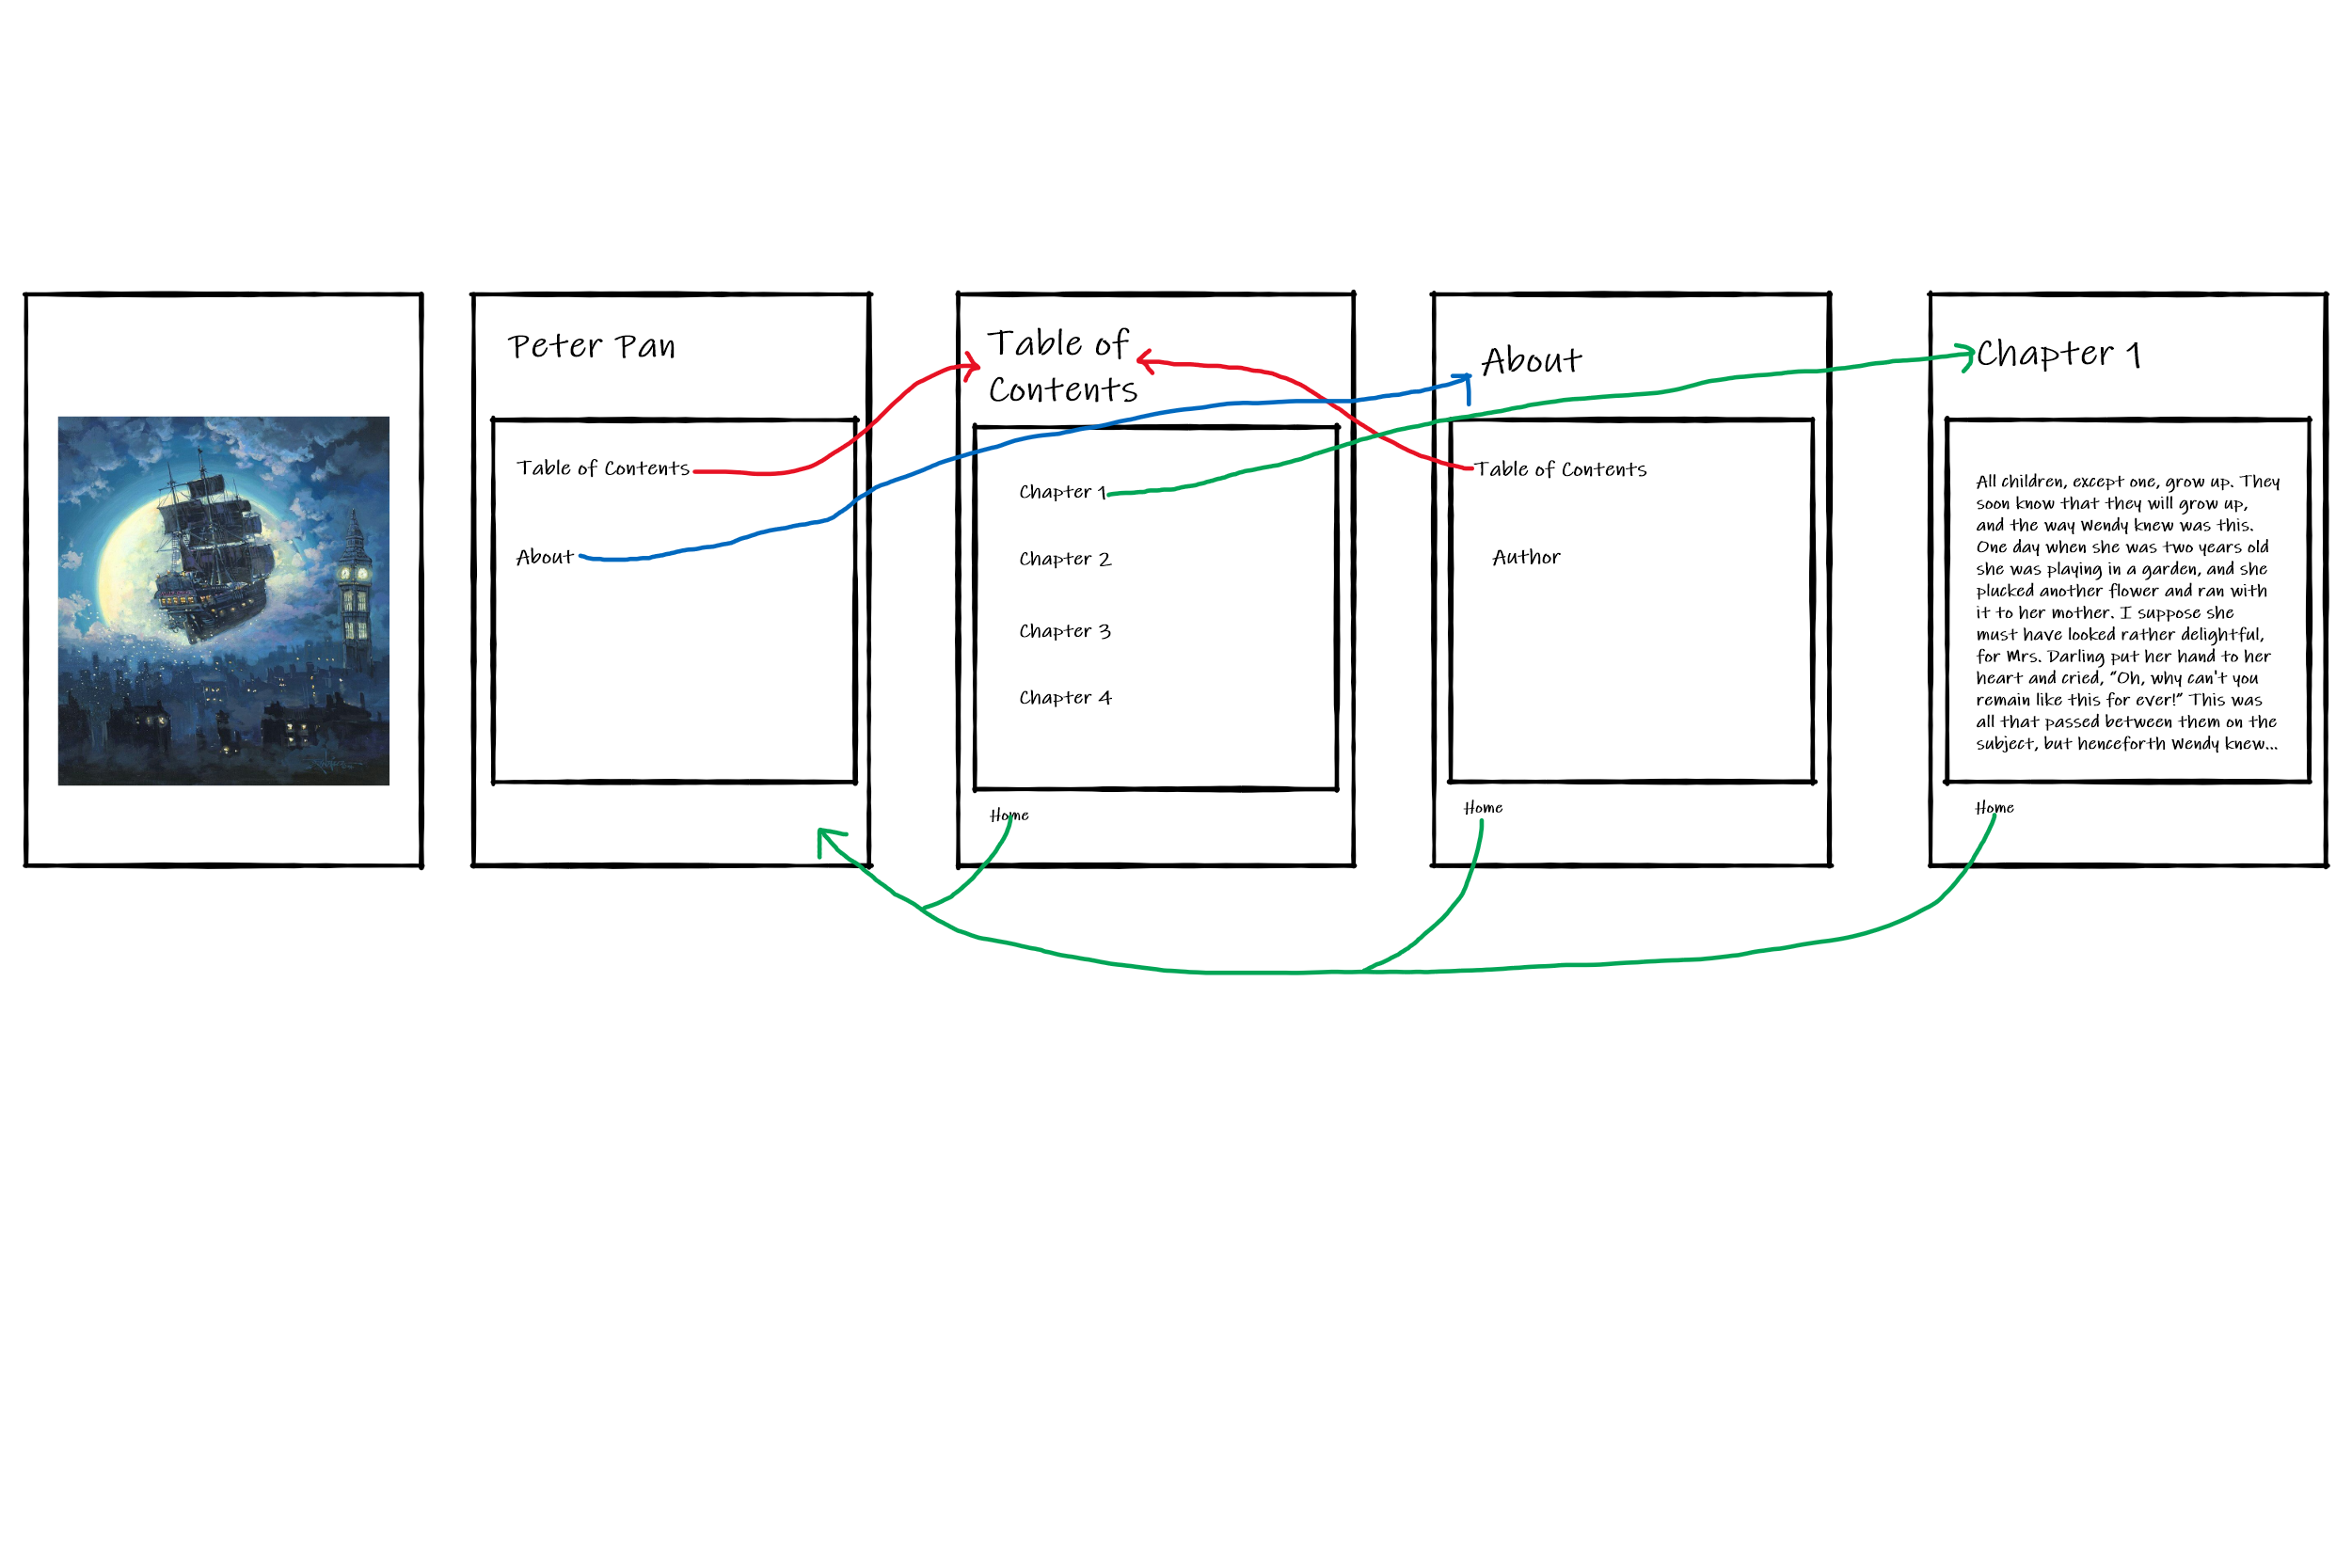 Peter Pan
Table of Contents
About
Table of
Contents
Chapter 1
Chapter 2
Chapter 3
Chapter 4
Home
About
Table of Contents
Author
Home
Chapter 1
All children, except one, grow up. They
soon know that they will grow up,
and the way Wendy knew was this.
One day when she was two years old
she was playing in a garden, and she
plucked another flower and ran with
it to her mother. I suppose she
must have looked rather delightful,
for Mrs. Darling put her hand to her
heart and cried, "Oh, why can't you
remain like this for ever!" This was
all that passed between them on the
subject, but henceforth Wendy knew...
Home